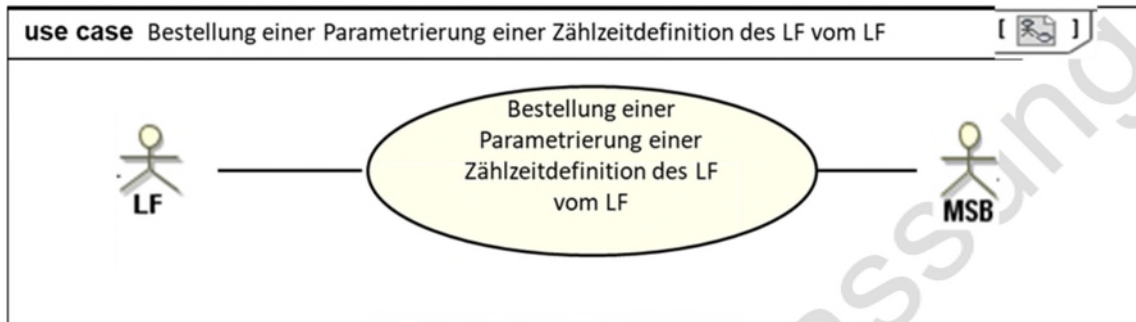 use case Bestellung einer Parametrierung einer Zählzeitdefinition des LF vom LF
[ ]
Bestellung einer
Parametrierung einer
Zählzeitdefinition des LF
vom LF
LF
MSB
ssung